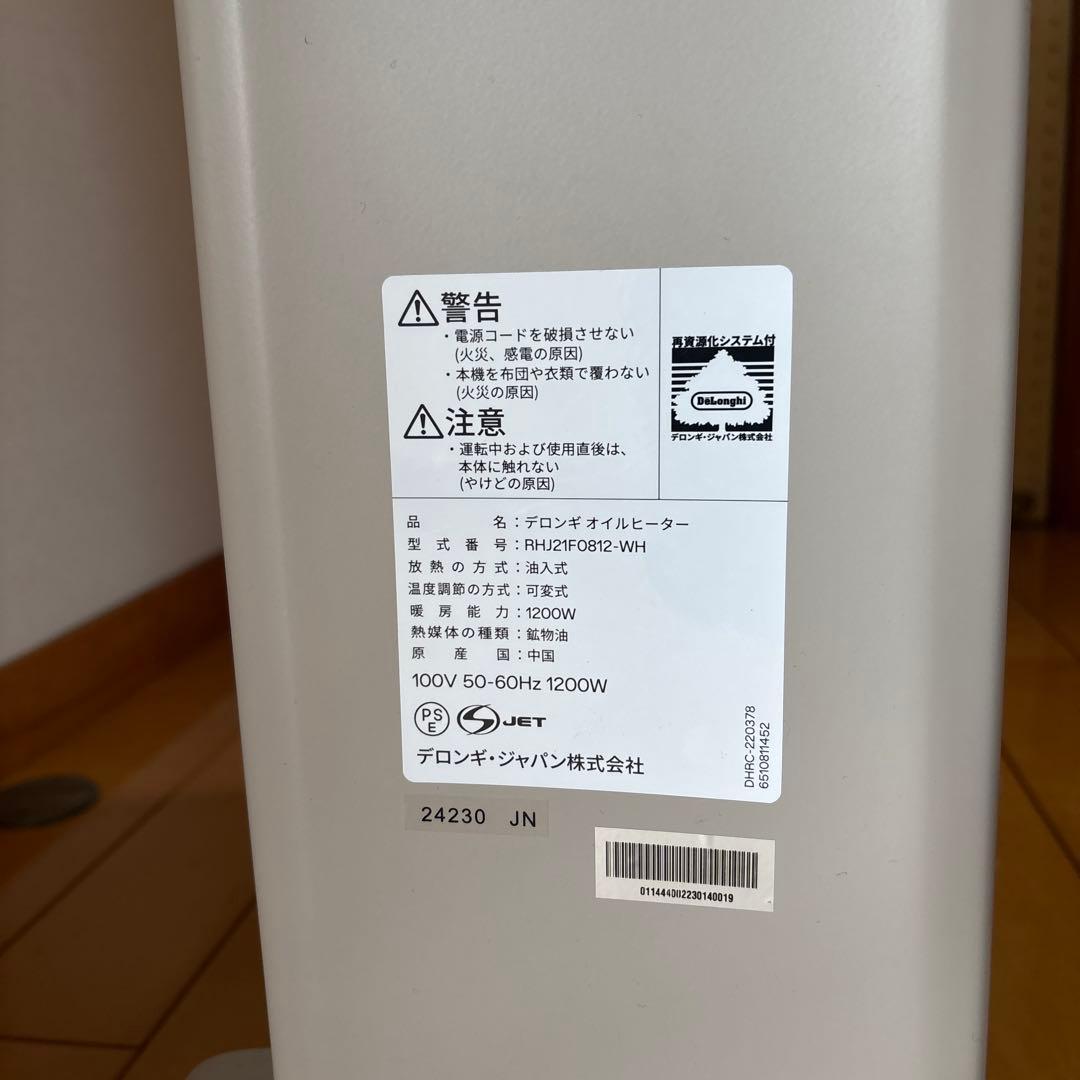 警告
・電源コードを破損させない
(火災、感電の原因)
・本機を布団や衣類で覆わない
(火災の原因)
注意
・運転中および使用直後は、
本体に触れない
(やけどの原因)
再資源化システム付
DeLonghi
デロンギ・ジャパン株式会社
品名：デロンギ オイルヒーター
型式番号：RHJ21F0812-WH
放熱の方式：油入式
温度調節の方式：可変式
暖房能力：1200W
熱媒体の種類：鉱物油
原産国：中国
100V 50-60Hz 1200W
PSE
JET
デロンギ・ジャパン株式会社
DHRC-220378
6510811452
24230 JN